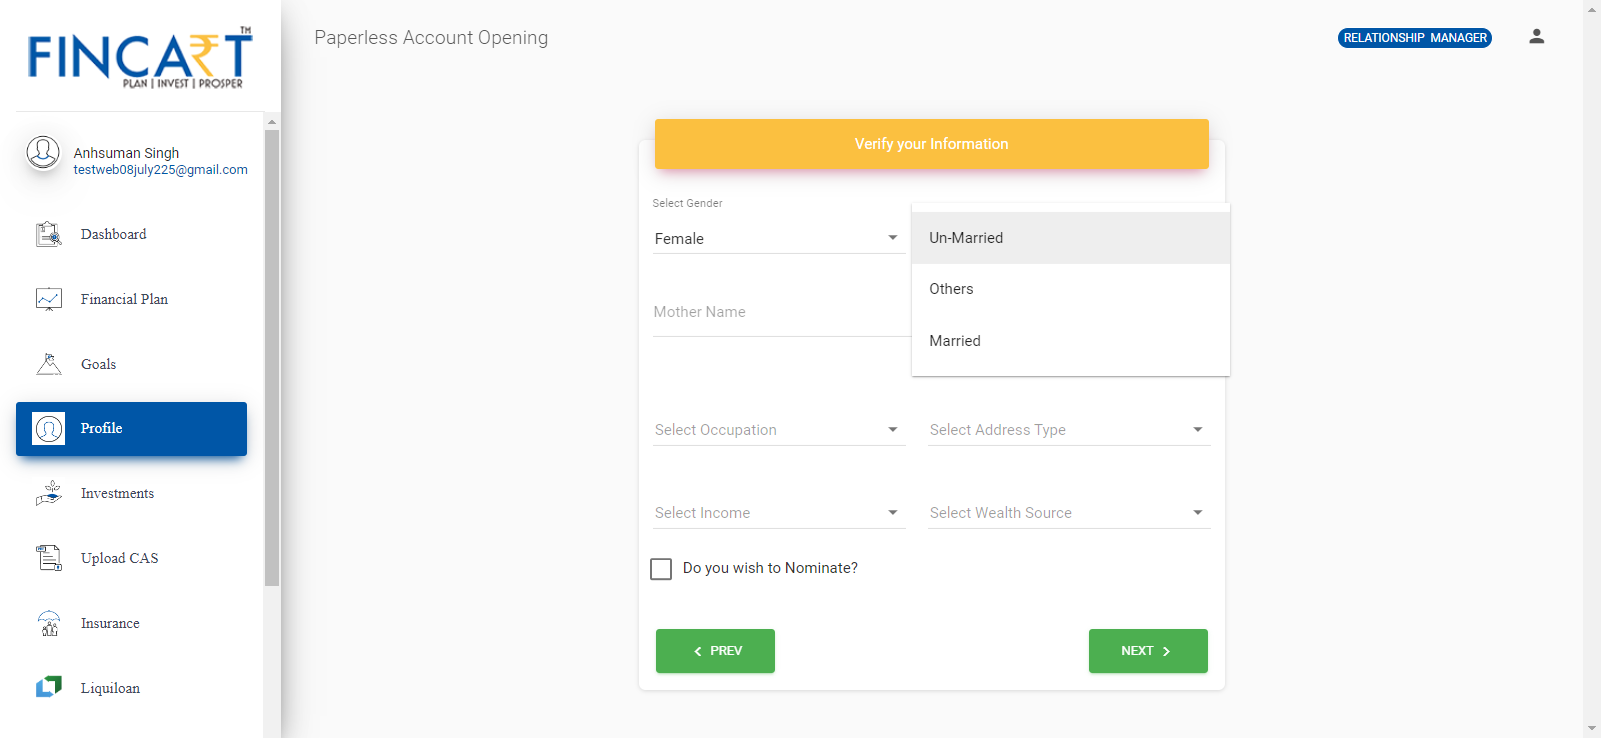 FINCART™
PLAN | INVEST | PROSPER
Paperless Account Opening
RELATIONSHIP MANAGER
Anhsuman Singh
testweb08july225@gmail.com
Dashboard
Financial Plan
Goals
Profile
Investments
Upload CAS
Insurance
Liquiloan
Verify your Information
Select Gender
Female
Un-Married
Others
Married
Mother Name
Select Occupation
Select Address Type
Select Income
Select Wealth Source
Do you wish to Nominate?
PREV
NEXT